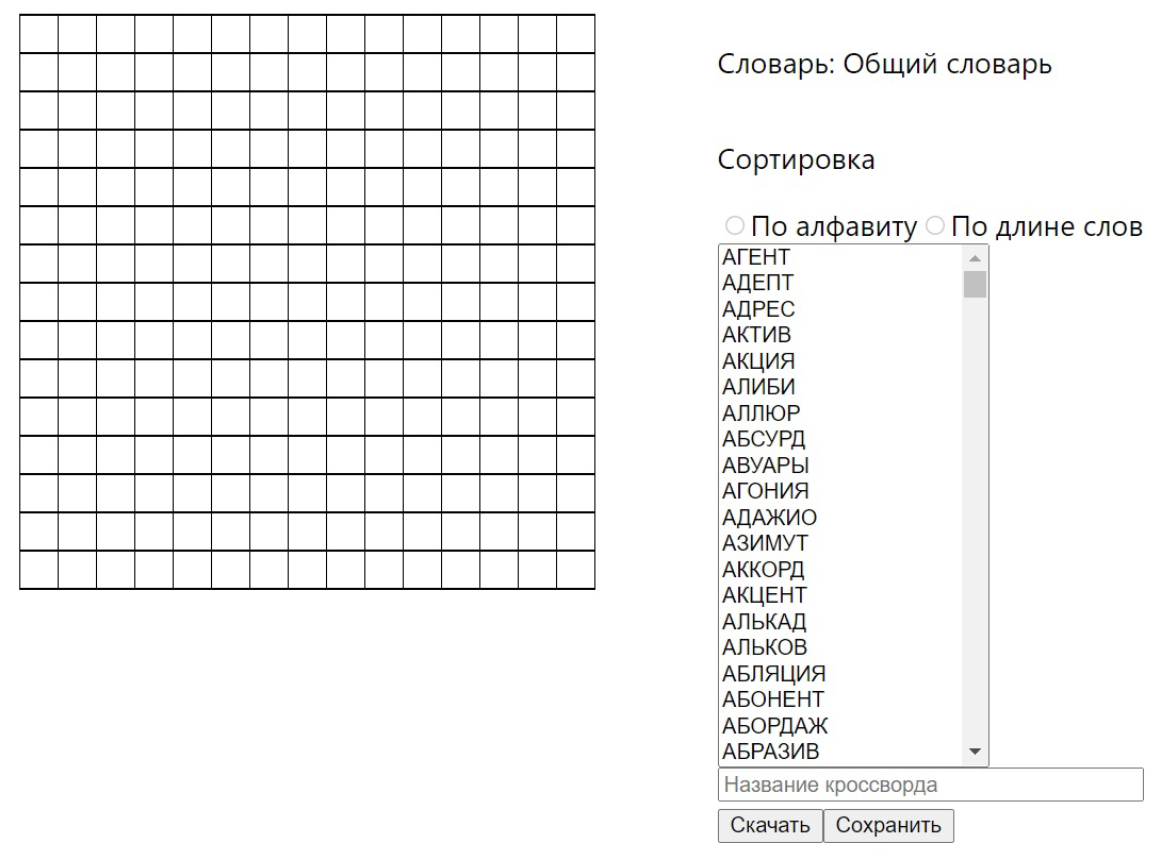 Словарь: Общий словарь
Сортировка
По алфавиту По длине слов
АГЕНТ
АДЕПТ
АДРЕС
АКТИВ
АКЦИЯ
АЛИБИ
АЛЛЮР
АБСУРД
АВУАРЫ
АГОНИЯ
АДАЖИО
АЗИМУТ
АККОРД
АКЦЕНТ
АЛЬКАД
АЛЬКОВ
АБЛЯЦИЯ
АБОНЕНТ
АБОРДАЖ
АБРАЗИВ
Название кроссворда
Скачать Сохранить